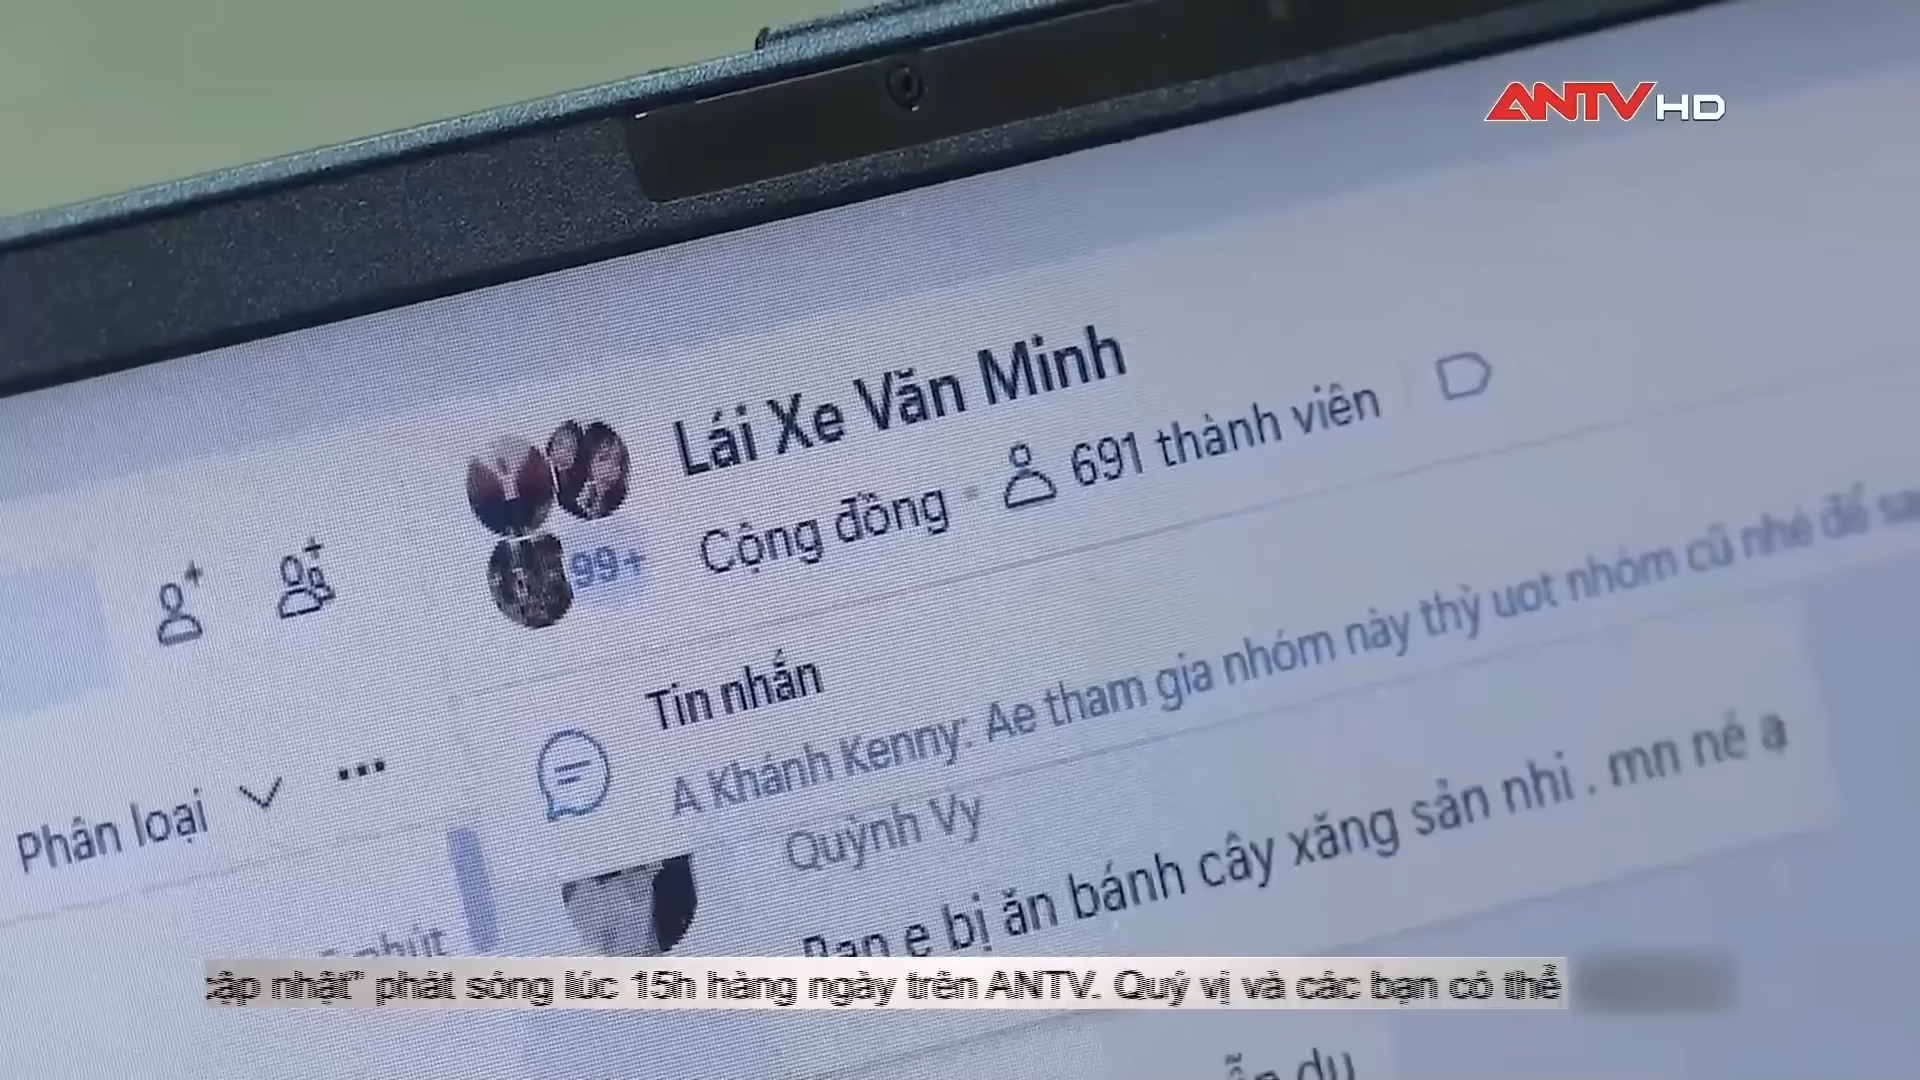 ANTV HD
Lái Xe Văn Minh
Cộng đồng 691 thành viên
99+
Tin nhắn
A Khánh Kenny: Ae tham gia nhóm này thỳ uot nhóm cũ nhé để
Phân loại
Quỳnh Vy
Bạn e bị ăn bánh cây xăng sản nhi . mn né ạ
phút
nhật" phát sóng lúc 15h hàng ngày trên ANTV. Quý vị và các bạn có thể